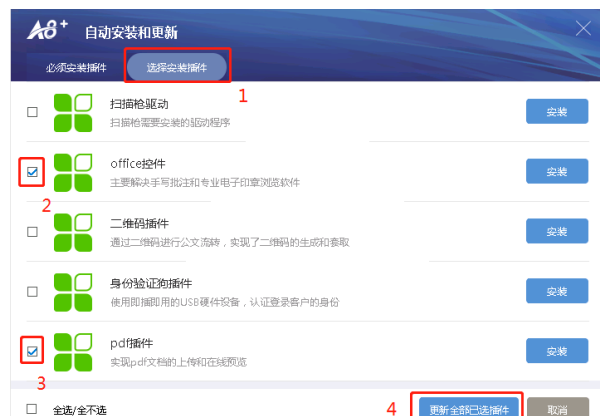 A8+ 自动安装和更新
必须安装插件 选择安装插件
1
扫描枪驱动
安装
扫描枪需要安装的驱动程序
office控件
安装
主要解决手写批注和专业电子印章浏览软件
2
二维码插件
安装
通过二维码进行公文流转，实现了二维码的生成和泰取
身份验证狗插件
安装
使用即插即用的USB硬件设备，认证登录客户的身份
pdf插件
安装
实现pdf文档的上传和在线预览
3
全选/全不选 4 更新全部已选插件 取消